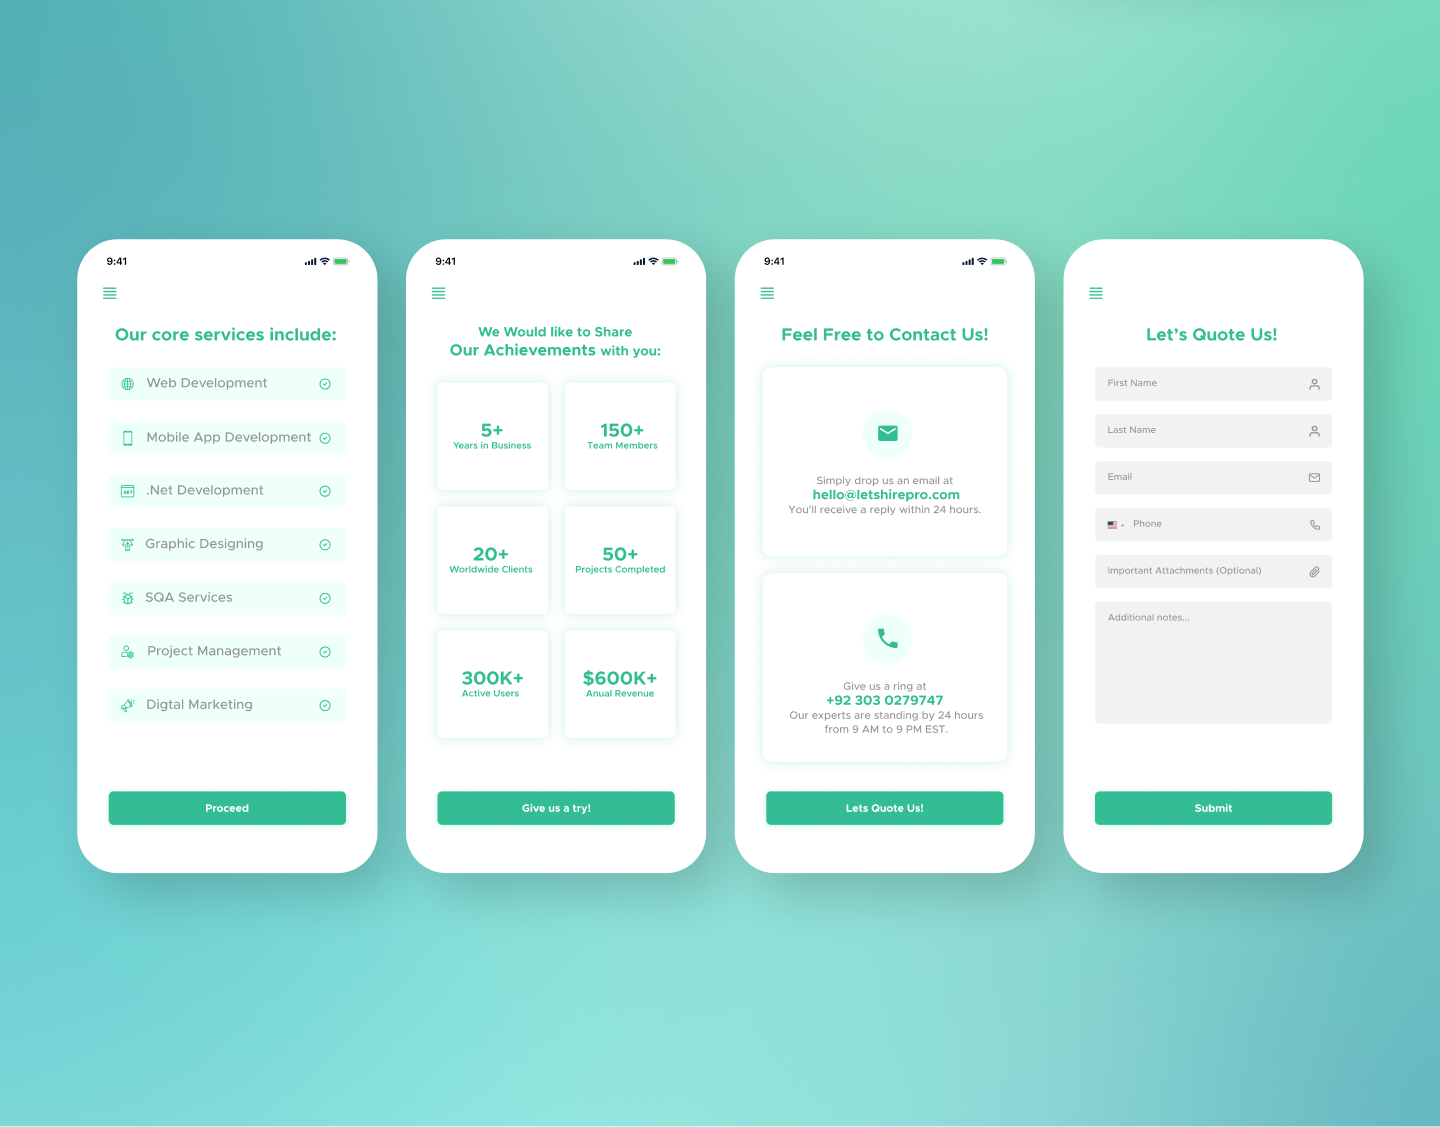 9:41
Our core services include:
Web Development
Mobile App Development
.NET
.Net Development
Graphic Designing
SQA Services
Project Management
Digtal Marketing
Proceed
9:41
We Would like to Share
Our Achievements with you:
5+
Years in Business
150+
Team Members
20+
Worldwide Clients
50+
Projects Completed
300K+
Active Users
$600K+
Anual Revenue
Give us a try!
9:41
Feel Free to Contact Us!
Simply drop us an email at
hello@letshirepro.com
You'll receive a reply within 24 hours.
Give us a ring at
+92 303 0279747
Our experts are standing by 24 hours
from 9 AM to 9 PM EST.
Lets Quote Us!
Let's Quote Us!
First Name
Last Name
Email
Phone
Important Attachments (Optional)
Additional notes...
Submit